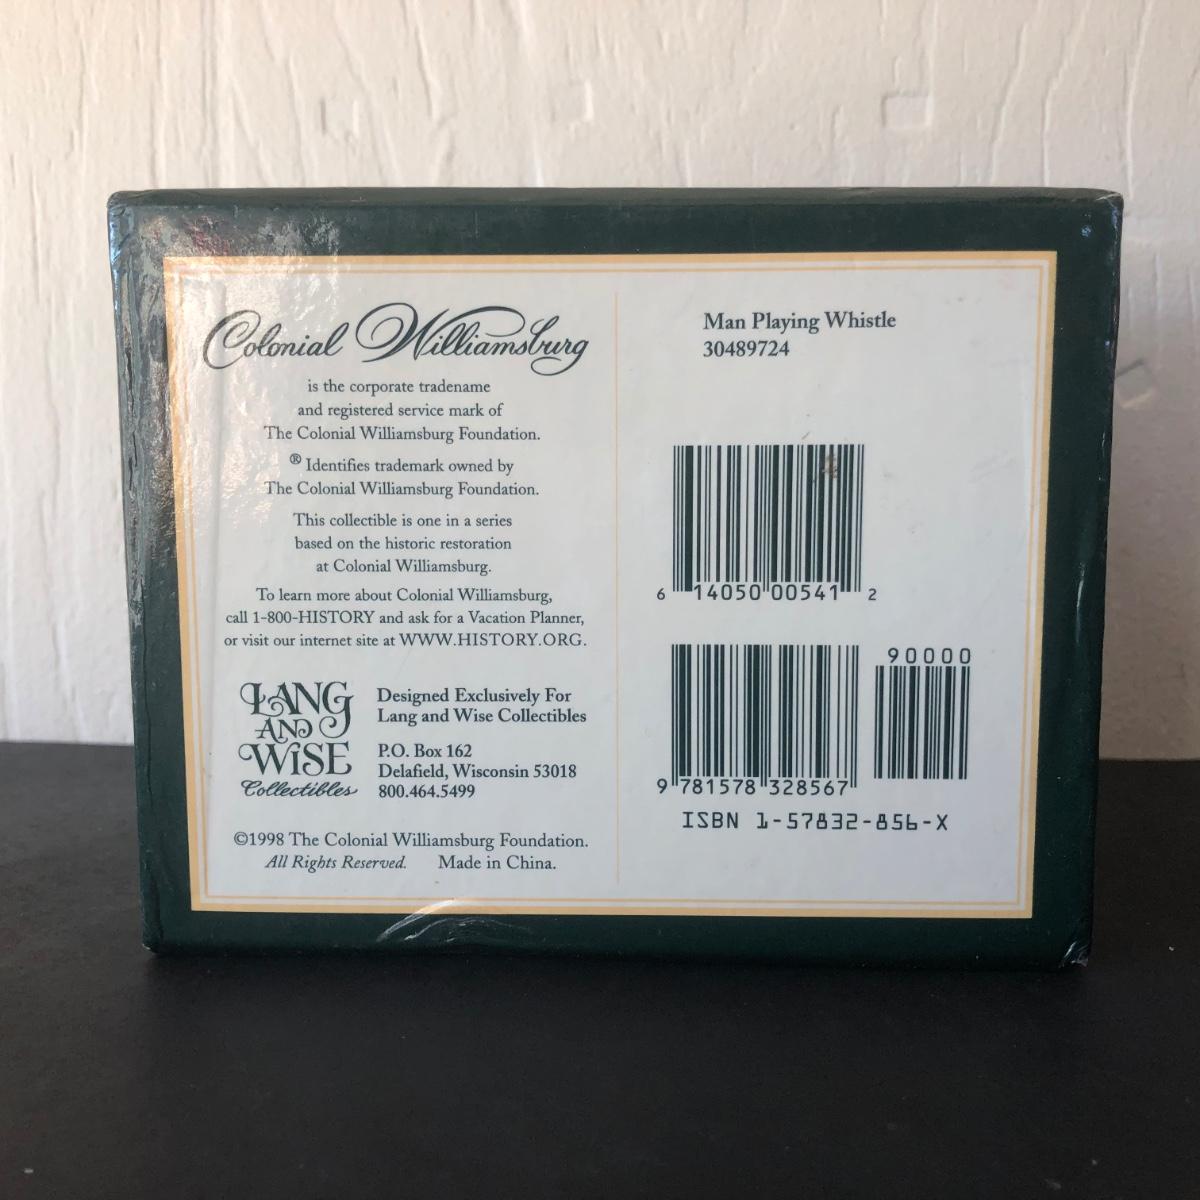 Colonial Williamsburg
is the corporate tradename
and registered service mark of
The Colonial Williamsburg Foundation.
® Identifies trademark owned by
The Colonial Williamsburg Foundation.
This collectible is one in a series
based on the historic restoration
at Colonial Williamsburg.
To learn more about Colonial Williamsburg,
call 1-800-HISTORY and ask for a Vacation Planner,
or visit our internet site at WWW.HISTORY.ORG.
LANG
AND
WISE
Collectibles
Designed Exclusively For
Lang and Wise Collectibles
P.O. Box 162
Delafield, Wisconsin 53018
800.464.5499
©1998 The Colonial Williamsburg Foundation.
All Rights Reserved. Made in China.
Man Playing Whistle
30489724
6 14050 00541 2
90000
9 781578 328567
ISBN 1-57832-856-X